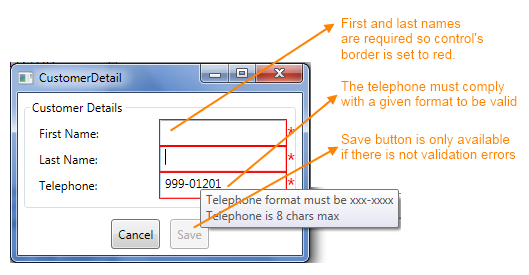 First and last names
are required so control's
border is set to red.
CustomerDetail
Customer Details
The telephone must comply
with a given format to be valid
First Name:
*
Save button is only available
if there is not validation errors
Last Name:
*
Telephone:
999-01201
*
Telephone format must be xxx-xxxx
Telephone is 8 chars max
Cancel
Save